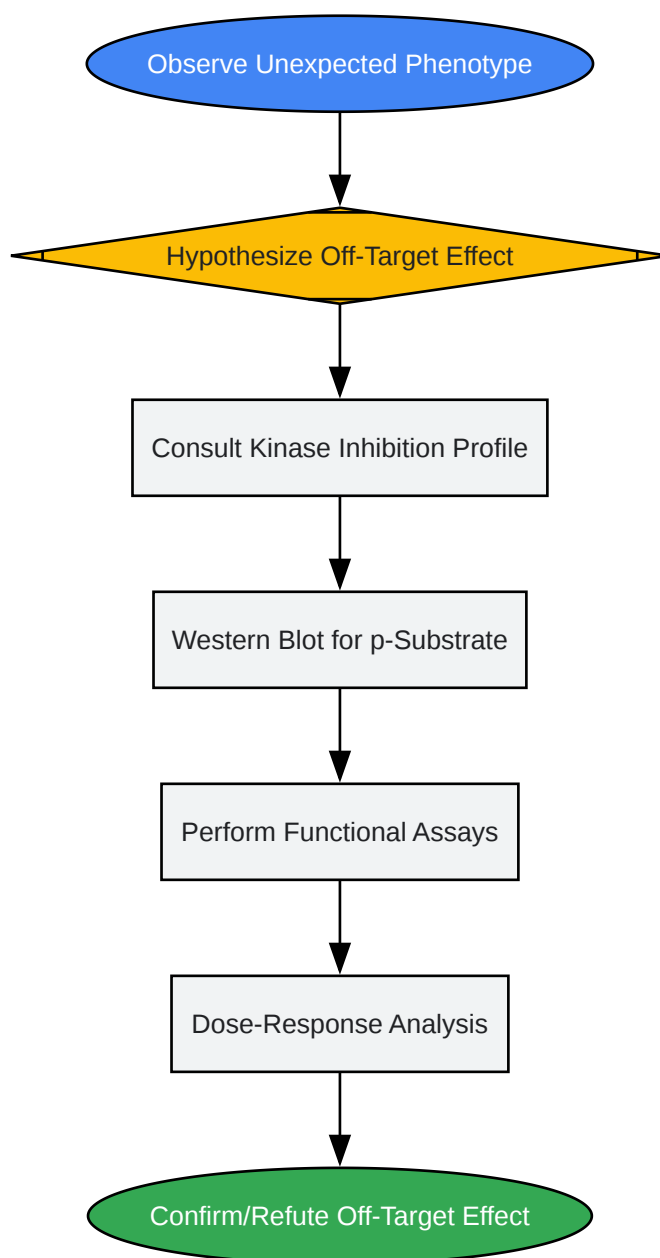 Observe Unexpected Phenotype
Hypothesize Off-Target Effect
Consult Kinase Inhibition Profile
Western Blot for p-Substrate
Perform Functional Assays
Dose-Response Analysis
Confirm/Refute Off-Target Effect